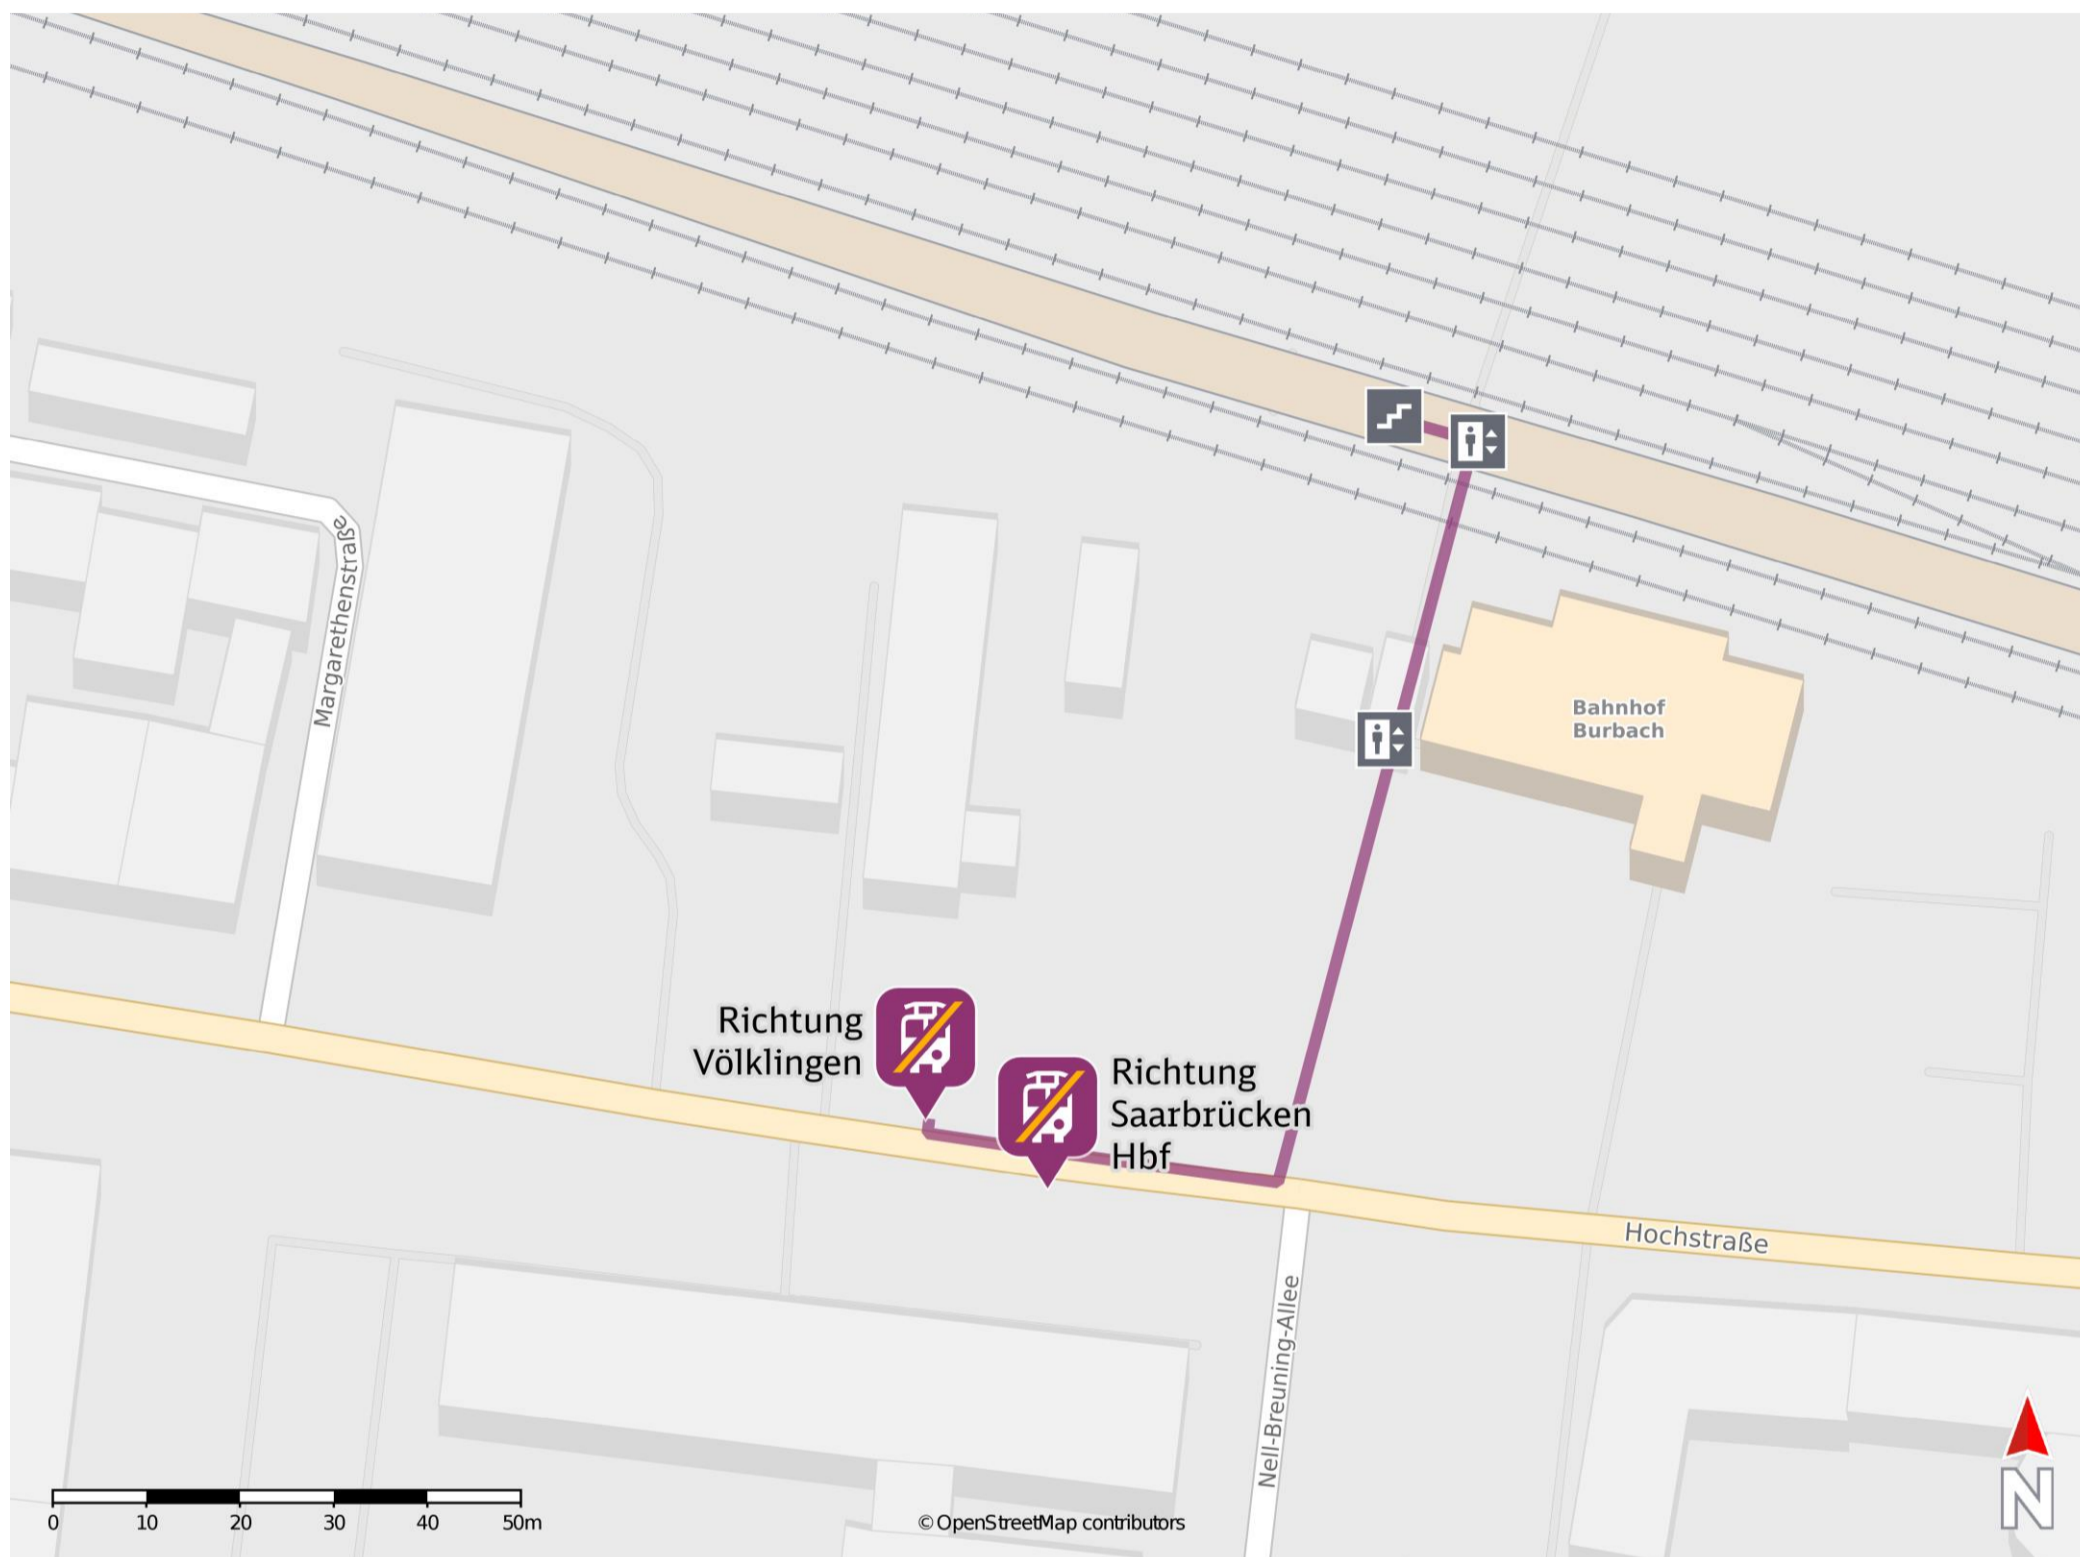 Margarethenstraße
Bahnhof
Burbach
Richtung
Völklingen
Richtung
Saarbrücken
Hbf
Hochstraße
Nell-Breuning-Allee
0 10 20 30 40 50m
© OpenStreetMap contributors
N